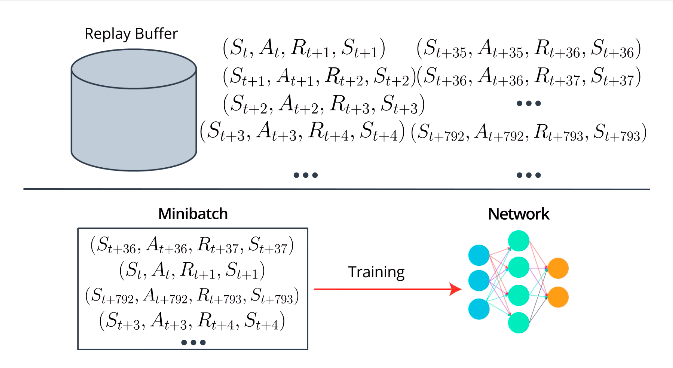 Replay Buffer
(S_t, A_t, R_{t+1}, S_{t+1}) (S_{t+35}, A_{t+35}, R_{t+36}, S_{t+36})
(S_{t+1}, A_{t+1}, R_{t+2}, S_{t+2}) (S_{t+36}, A_{t+36}, R_{t+37}, S_{t+37})
(S_{t+2}, A_{t+2}, R_{t+3}, S_{t+3}) •••
(S_{t+3}, A_{t+3}, R_{t+4}, S_{t+4}) (S_{t+792}, A_{t+792}, R_{t+793}, S_{t+793})
••• •••
Minibatch
(S_{t+36}, A_{t+36}, R_{t+37}, S_{t+37})
(S_t, A_t, R_{t+1}, S_{t+1})
(S_{t+792}, A_{t+792}, R_{t+793}, S_{t+793})
(S_{t+3}, A_{t+3}, R_{t+4}, S_{t+4})
•••
Training
Network